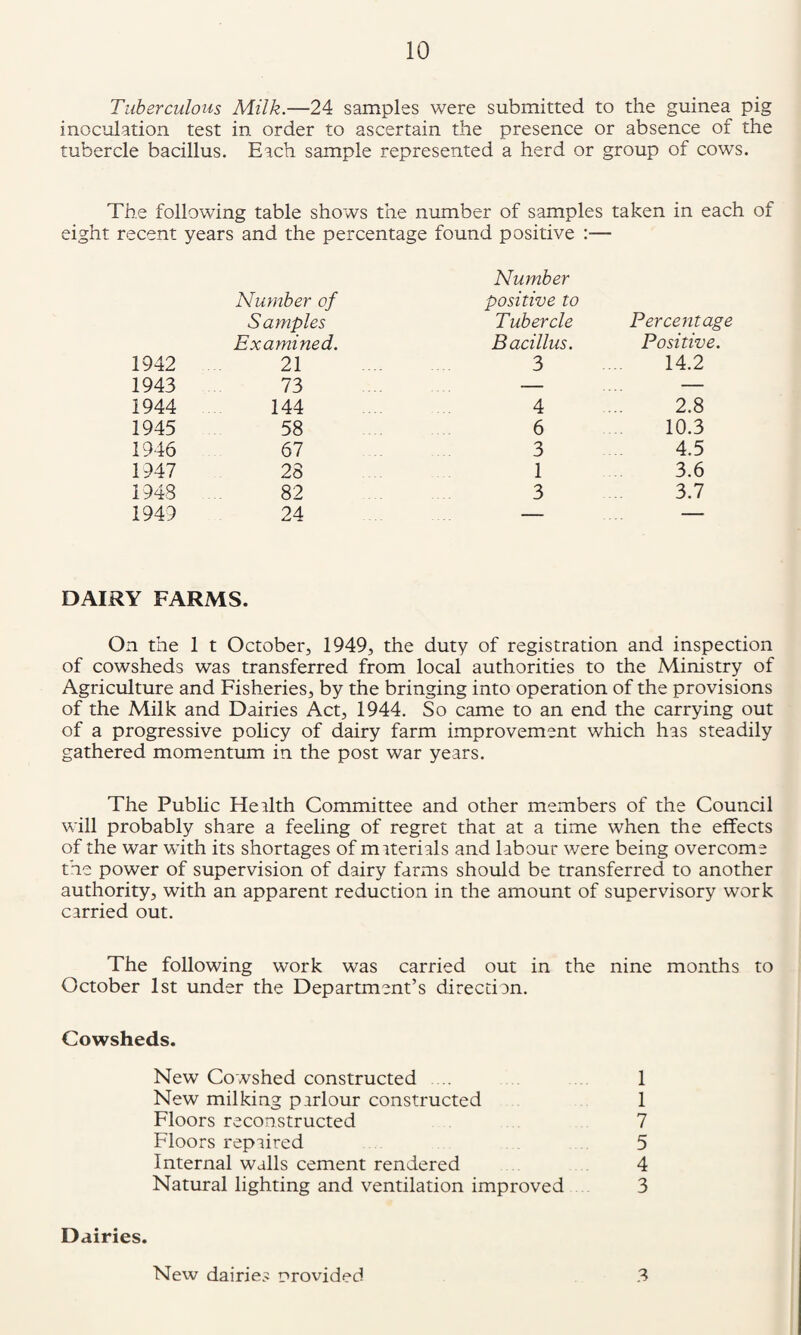 10
Tuberculous Milk.—24 samples were submitted to the guinea pig
inoculation test in order to ascertain the presence or absence of the
tubercle bacillus. Each sample represented a herd or group of cows.
The following table shows the number of samples taken in each of
eight recent years and the percentage found positive :—
Number
Number of positive to
Samples Tubercle Percentage
Examined. Bacillus. Positive.
1942 .... 21 .... .... 3 .... 14.2
1943 .... 73 .... .... — .... —
1944 .... 144 .... .... 4 .... 2.8
1945 58 .... .... 6 .... 10.3
1946 67 .... .... 3 .... 4.5
1947 28 .... .... 1 .... 3.6
1948 .... 82 .... .... 3 .... 3.7
1949 24 .... .... — .... —
DAIRY FARMS.
On the 1 t October, 1949, the duty of registration and inspection
of cowsheds was transferred from local authorities to the Ministry of
Agriculture and Fisheries, by the bringing into operation of the provisions
of the Milk and Dairies Act, 1944. So came to an end the carrying out
of a progressive policy of dairy farm improvement which has steadily
gathered momentum in the post war years.
The Public Health Committee and other members of the Council
will probably share a feeling of regret that at a time when the effects
of the war with its shortages of materials and labour were being overcome
the power of supervision of dairy farms should be transferred to another
authority, with an apparent reduction in the amount of supervisory work
carried out.
The following work was carried out in the nine months to
October 1st under the Department's direction.
Cowsheds.
New Cowshed constructed .... .... .... 1
New milking parlour constructed .... 1
Floors reconstructed .... .... 7
Floors repaired .... .... .... 5
Internal walls cement rendered .... .... 4
Natural lighting and ventilation improved .... 3
Dairies.
New dairies provided 3